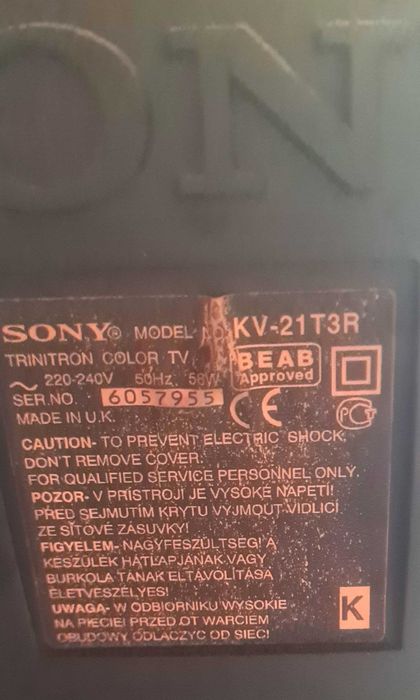 ON
SONY® MODEL NO. KV-21T3R
TRINITRON COLOR TV
BEAB
Approved
~ 220-240V 50Hz, 58W
SER.NO. 6057955
CE
MADE IN U.K.
CAUTION- TO PREVENT ELECTRIC SHOCK,
DON'T REMOVE COVER.
FOR QUALIFIED SERVICE PERSONNEL ONLY.
POZOR- V PŘÍSTROJI JE VYSOKÉ NAPĚTÍ!
PŘED SEJMUTÍM KRYTU VYJMOUT VIDLICI
ZE SÍŤOVÉ ZÁSUVKY!
FIGYELEM- NAGYFESZÜLTSÉG! A
KÉSZÜLÉK HÁTLAPJÁNAK VAGY
BURKOLATÁNAK ELTÁVOLÍTÁSA
ÉLETVESZÉLYES!
UWAGA- W ODBIORNIKU WYSOKIE
NAPIĘCIE! PRZED OTWARCIEM
OBUDOWY ODŁĄCZYĆ OD SIECI!
K